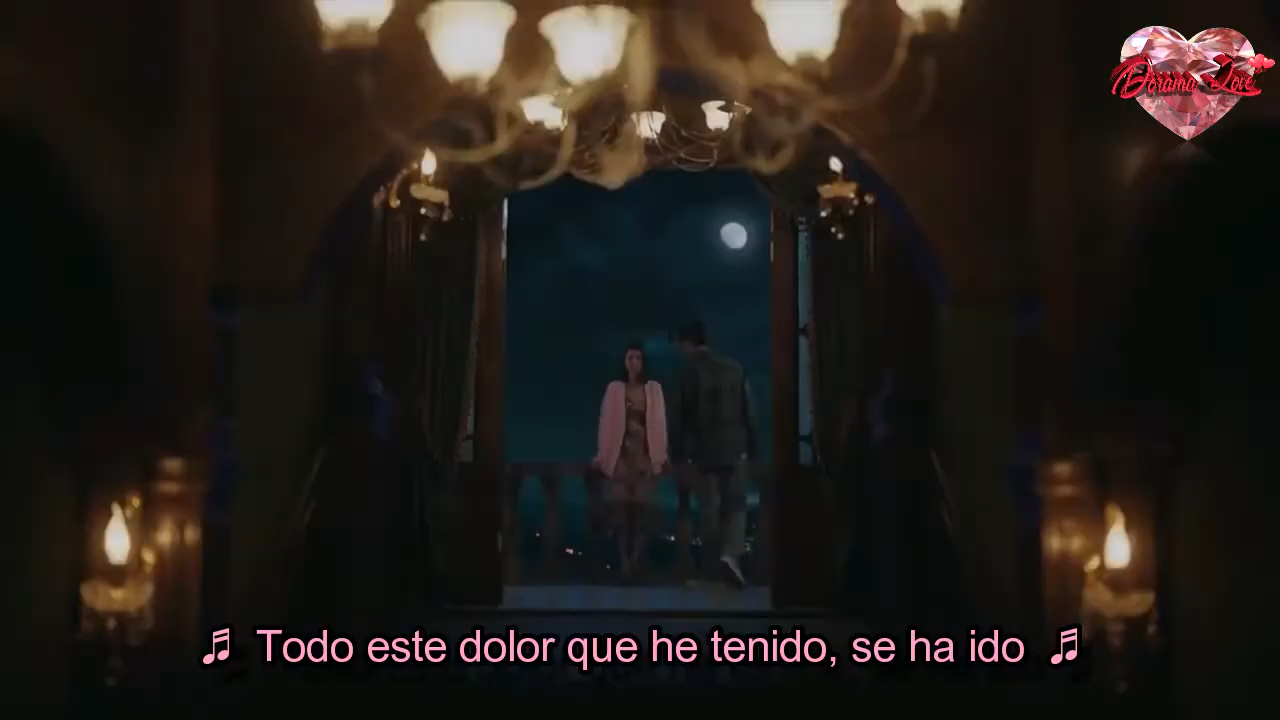 Dorama Love
♬ Todo este dolor que he tenido, se ha ido ♬